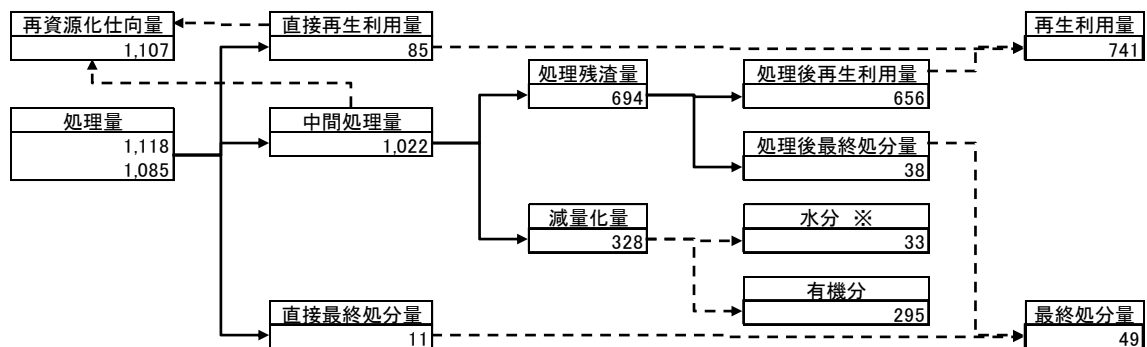 再資源化仕向量
1,107
直接再生利用量
85
再生利用量
741
処理残渣量
694
処理後再生利用量
656
処理量
1,118
1,085
中間処理量
1,022
処理後最終処分量
38
減量化量
328
水分 ※
33
有機分
295
直接最終処分量
11
最終処分量
49